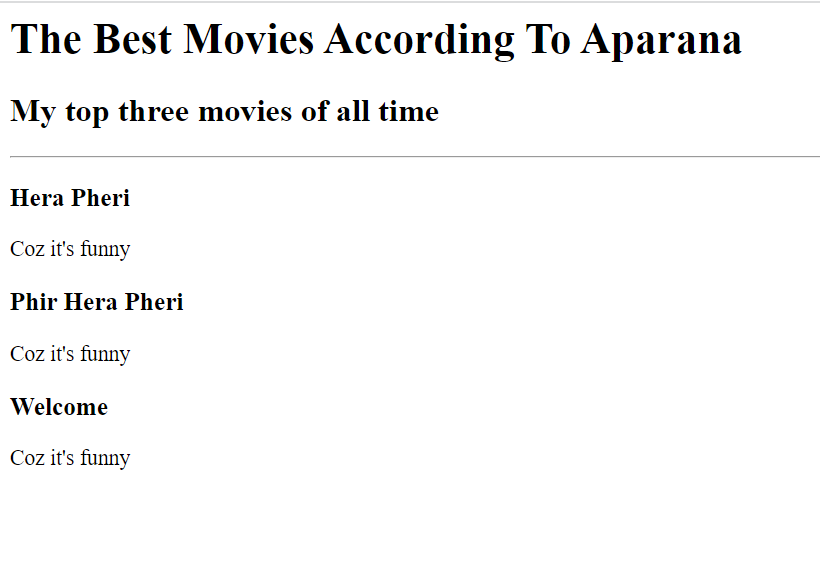 The Best Movies According To Aparana
My top three movies of all time
Hera Pheri
Coz it's funny
Phir Hera Pheri
Coz it's funny
Welcome
Coz it's funny